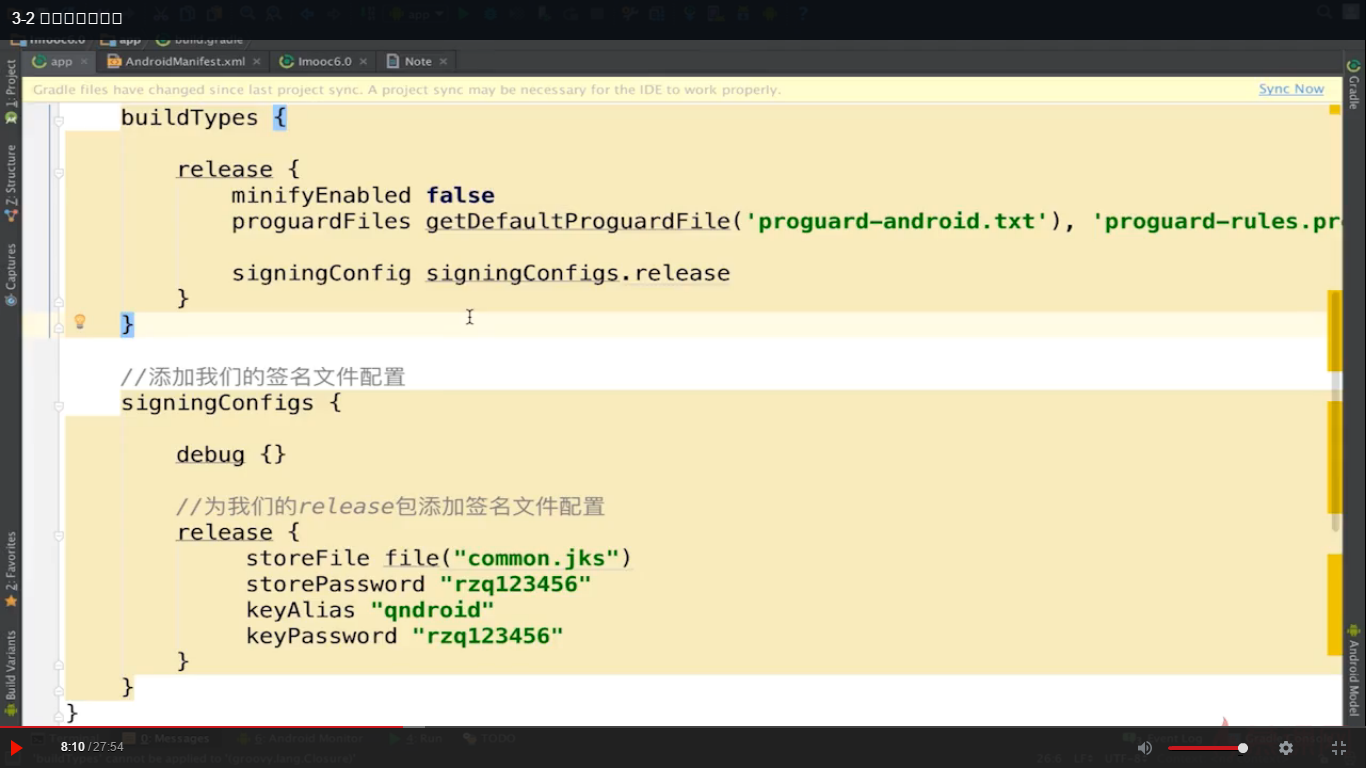 3-2
Imooc6.0 app build.gradle
app AndroidManifest.xml Imooc6.0 Note
Gradle files have changed since last project sync. A project sync may be necessary for the IDE to work properly. Sync Now
1: Project
Z: Structure
Captures
2: Favorites
Build Variants
Gradle
Android Model
buildTypes {
release {
minifyEnabled false
proguardFiles getDefaultProguardFile('proguard-android.txt'), 'proguard-rules.pr
signingConfig signingConfigs.release
}
}
//添加我们的签名文件配置
signingConfigs {
debug {}
//为我们的release包添加签名文件配置
release {
storeFile file("common.jks")
storePassword "rzq123456"
keyAlias "qndroid"
keyPassword "rzq123456"
}
}
}
Terminal 0: Messages 6: Android Monitor 4: Run TODO Event Log Gradle Console
8:10 / 27:54